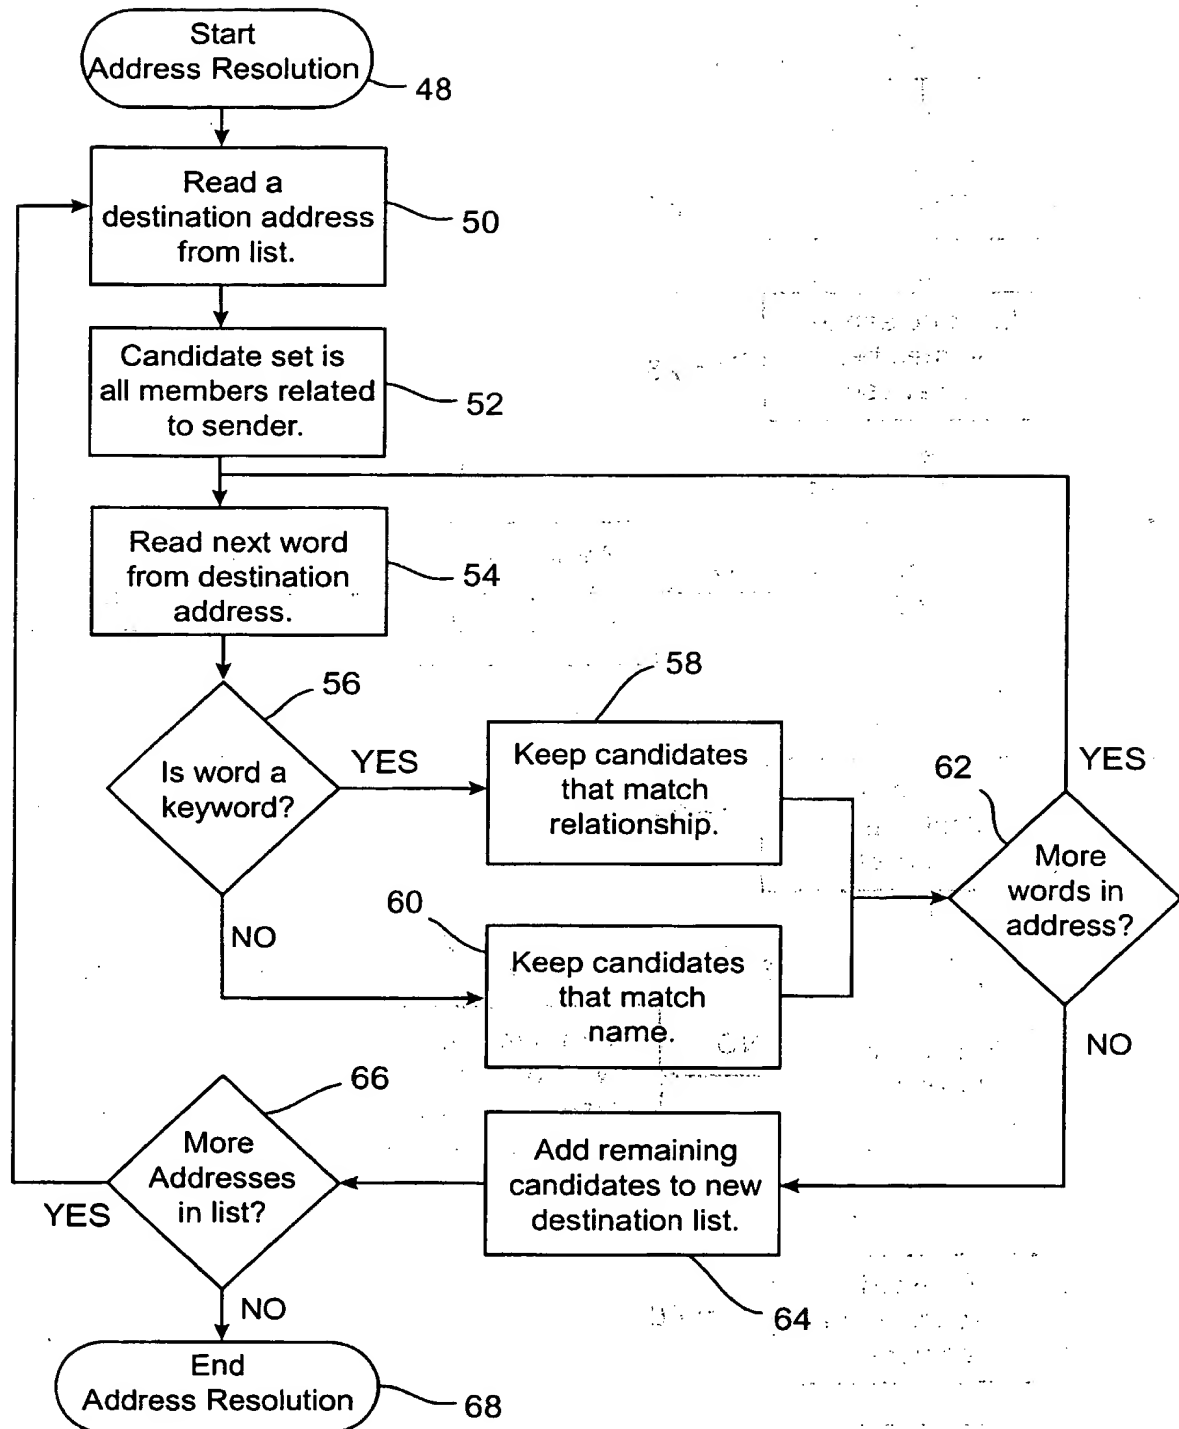 Start
Address Resolution
48
Read a
destination address
from list.
50
Candidate set is
all members related
to sender.
52
Read next word
from destination
address.
54
56
Is word a
keyword?
YES
58
Keep candidates
that match
relationship.
NO
60
Keep candidates
that match
name.
62
More
words in
address?
YES
NO
Add remaining
candidates to new
destination list.
64
66
More
Addresses
in list?
YES
NO
End
Address Resolution
68